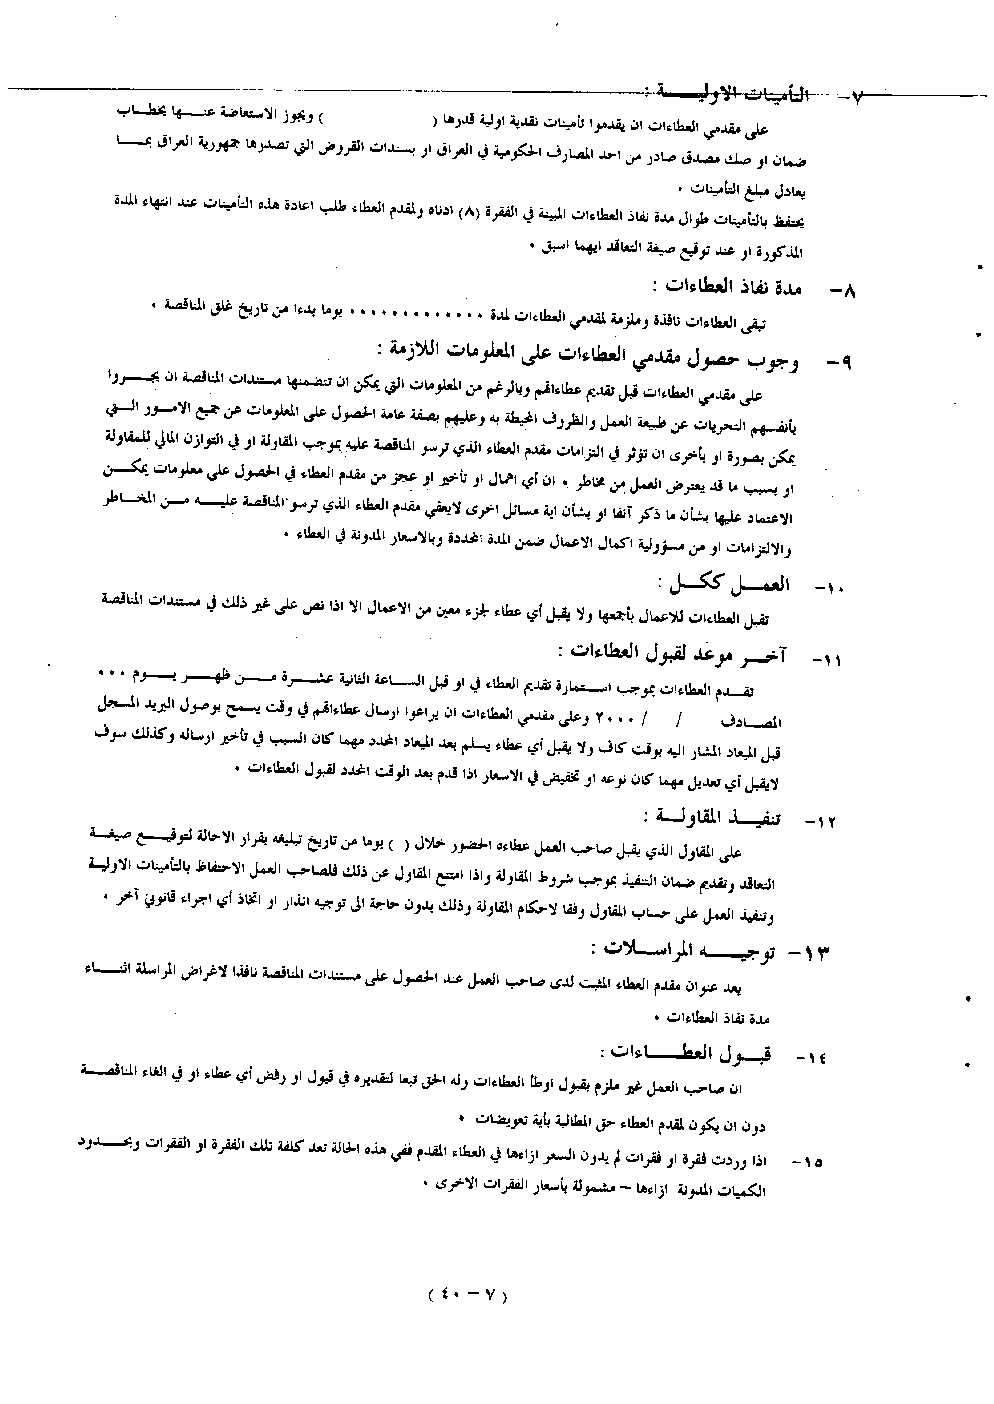 ٧- التأمينات الاولية :
على مقدمي العطاءات ان يقدموا تأمينات نقدية اولية قدرها ( ) ويجوز الاستعاضة عنها بخطاب
ضمان او صك مصدق صادر من احد المصارف الحكومية في العراق او بسندات القروض التي تصدرها جمهورية العراق بما
يعادل مبلغ التأمينات ٠
يحتفظ بالتأمينات طوال مدة نفاذ العطاءات المبينة في الفقرة (٨) ادناه ولمقدم العطاء طلب اعادة هذه التأمينات عند انتهاء المدة
المذكورة او عند توقيع صيغة التعاقد ايهما اسبق ٠
٨- مدة نفاذ العطاءات :
تبقى العطاءات نافذة وملزمة لمقدمي العطاءات لمدة ٠٠٠٠٠٠٠٠٠٠٠٠٠ يوما بدءا من تاريخ غلق المناقصة ٠
٩- وجوب حصول مقدمي العطاءات على المعلومات اللازمة :
على مقدمي العطاءات قبل تقديم عطاءاتهم وبالرغم من المعلومات التي يمكن ان تتضمنها مستندات المناقصة ان يجروا
بأنفسهم التحريات عن طبيعة العمل والظروف المحيطة به وعليهم بصفة عامة الحصول على المعلومات عن جميع الامور التي
يمكن بصورة او بأخرى ان تؤثر في التزامات مقدم العطاء الذي ترسو المناقصة عليه بموجب المقاولة او في التوازن المالي للمقاولة
او بسبب ما قد يعترض العمل من مخاطر ٠ ان أي اهمال او تأخير او عجز من مقدم العطاء في الحصول على معلومات يمكن
الاعتماد عليها بشأن ما ذكر آنفا او بشأن اية مسائل اخرى لايعفي مقدم العطاء الذي ترسو المناقصة عليه من المخاطر
والالتزامات او من مسؤولية اكمال الاعمال ضمن المدة المحددة وبالاسعار المدونة في العطاء ٠
١٠- العمل ككل :
تقبل العطاءات للاعمال بأجمعها ولا يقبل أي عطاء لجزء معين من الاعمال الا اذا نص على غير ذلك في مستندات المناقصة
١١- آخر موعد لقبول العطاءات :
تقدم العطاءات بموجب استمارة تقديم العطاء في او قبل الساعة الثانية عشرة من ظهر يوم ٠٠٠
المصادف / / ٢٠٠٠ وعلى مقدمي العطاءات ان يراعوا ارسال عطاءاتهم في وقت يسمح بوصول البريد المسجل
قبل الميعاد المشار اليه بوقت كاف ولا يقبل أي عطاء يسلم بعد الميعاد المحدد مهما كان السبب في تأخير ارساله وكذلك سوف
لايقبل أي تعديل مهما كان نوعه او تخفيض في الاسعار اذا قدم بعد الوقت المحدد لقبول العطاءات ٠
١٢- تنفيذ المقاولة :
على المقاول الذي يقبل صاحب العمل عطاءه الحضور خلال ( ) يوما من تاريخ تبليغه بقرار الاحالة لتوقيع صيغة
التعاقد وتقديم ضمان التنفيذ بموجب شروط المقاولة واذا امتنع المقاول عن ذلك فلصاحب العمل الاحتفاظ بالتأمينات الاولية
وتنفيذ العمل على حساب المقاول وفقا لاحكام المقاولة وذلك بدون حاجة الى توجيه انذار او اتخاذ أي اجراء قانوني آخر ٠
١٣- توجيه المراسلات :
يعد عنوان مقدم العطاء المثبت لدى صاحب العمل عند الحصول على مستندات المناقصة نافذا لاغراض المراسلة اثناء
مدة نفاذ العطاءات ٠
١٤- قبول العطاءات :
ان صاحب العمل غير ملزم بقبول اوطأ العطاءات وله الحق تبعا لتقديره في قبول او رفض أي عطاء او في الغاء المناقصة
دون ان يكون لمقدم العطاء حق المطالبة بأية تعويضات ٠
١٥- اذا وردت فقرة او فقرات لم يدون السعر ازاءها في العطاء المقدم ففي هذه الحالة تعد كلفة تلك الفقرة او الفقرات وبحدود
الكميات المدونة ازاءها – مشمولة بأسعار الفقرات الاخرى ٠
( ٧ – ٤٠ )